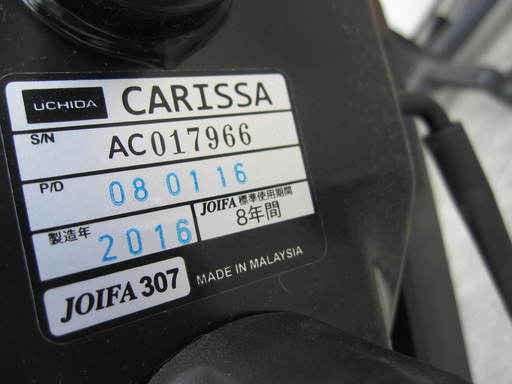 UCHIDA CARISSA
S/N AC017966
P/D 08 01 16
製造年 2016 JOIFA 標準使用期間
8年間
JOIFA 307 MADE IN MALAYSIA